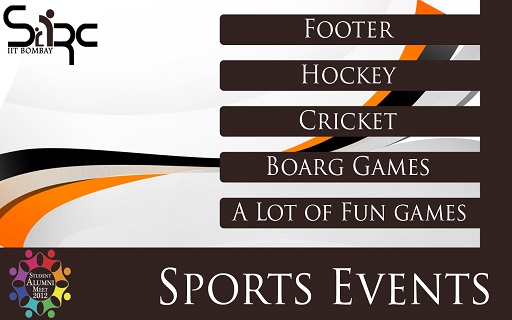 SARC
IIT BOMBAY
FOOTER
HOCKEY
CRICKET
BOARG GAMES
A LOT OF FUN GAMES
STUDENT
ALUMNI
MEET
2012
SPORTS EVENTS